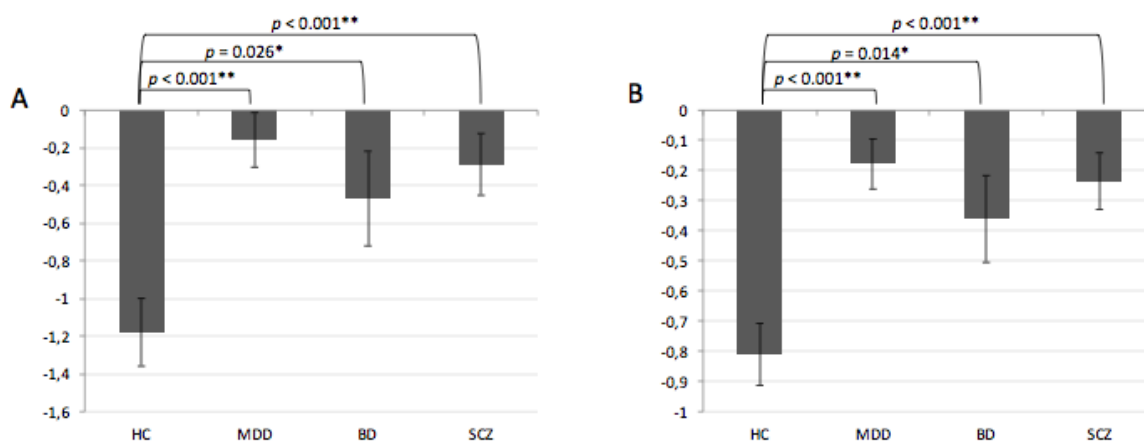 p < 0.001**
p = 0.026*
p < 0.001**
A
0
-0,2
-0,4
-0,6
-0,8
-1
-1,2
-1,4
-1,6
HC MDD BD SCZ
p < 0.001**
p = 0.014*
p < 0.001**
B
0
-0,1
-0,2
-0,3
-0,4
-0,5
-0,6
-0,7
-0,8
-0,9
-1
HC MDD BD SCZ